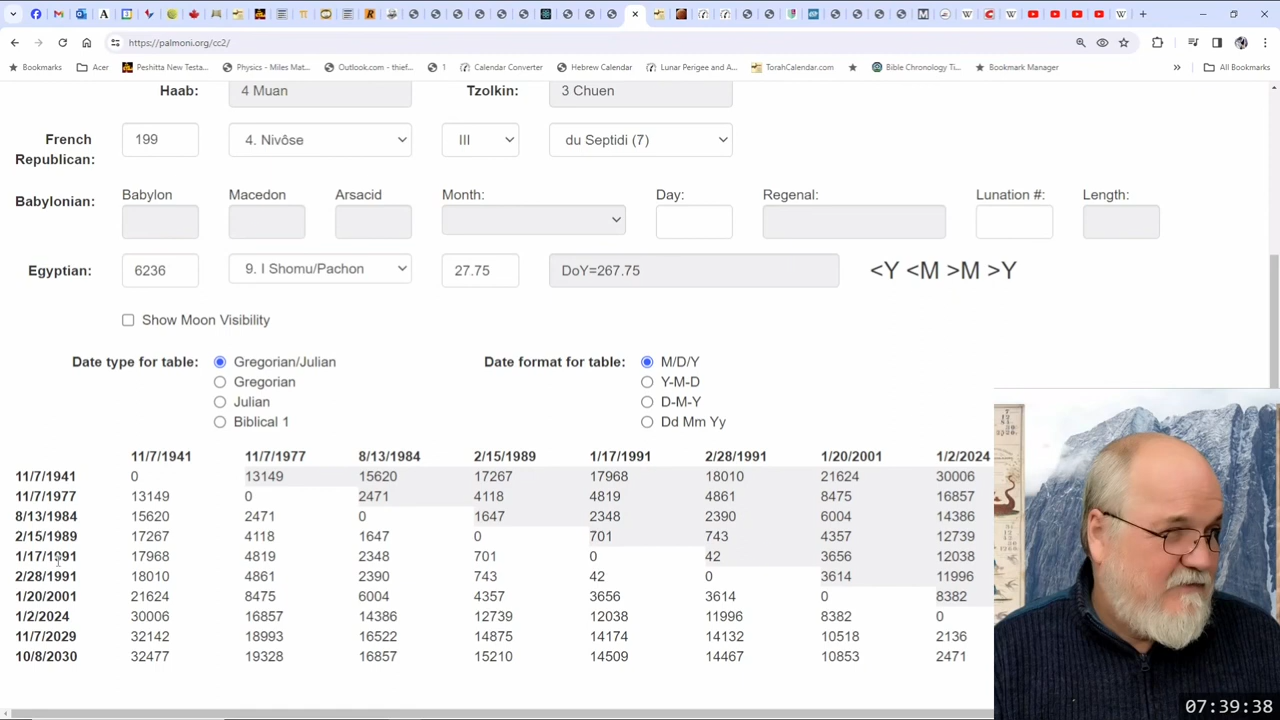 https://palmoni.org/cc2/
Bookmarks Acer Peshitta New Testa... Physics - Miles Mat... Outlook.com - thief... 1 Calendar Converter Hebrew Calendar Lunar Perigee and A... TorahCalendar.com Bible Chronology Ti... Bookmark Manager » All Bookmarks
Haab: 4 Muan Tzolkin: 3 Chuen
French Republican: 199 4. Nivôse III du Septidi (7)
Babylon Macedon Arsacid Month: Day: Regenal: Lunation #: Length:
Babylonian:
Egyptian: 6236 9. I Shomu/Pachon 27.75 DoY=267.75 <Y <M >M >Y
Show Moon Visibility
Date type for table: Gregorian/Julian Date format for table: M/D/Y
Gregorian Y-M-D
Julian D-M-Y
Biblical 1 Dd Mm Yy
11/7/1941 11/7/1977 8/13/1984 2/15/1989 1/17/1991 2/28/1991 1/20/2001 1/2/2024
11/7/1941 0 13149 15620 17267 17968 18010 21624 30006
11/7/1977 13149 0 2471 4118 4819 4861 8475 16857
8/13/1984 15620 2471 0 1647 2348 2390 6004 14386
2/15/1989 17267 4118 1647 0 701 743 4357 12739
1/17/1991 17968 4819 2348 701 0 42 3656 12038
2/28/1991 18010 4861 2390 743 42 0 3614 11996
1/20/2001 21624 8475 6004 4357 3656 3614 0 8382
1/2/2024 30006 16857 14386 12739 12038 11996 8382 0
11/7/2029 32142 18993 16522 14875 14174 14132 10518 2136
10/8/2030 32477 19328 16857 15210 14509 14467 10853 2471
07:39:38